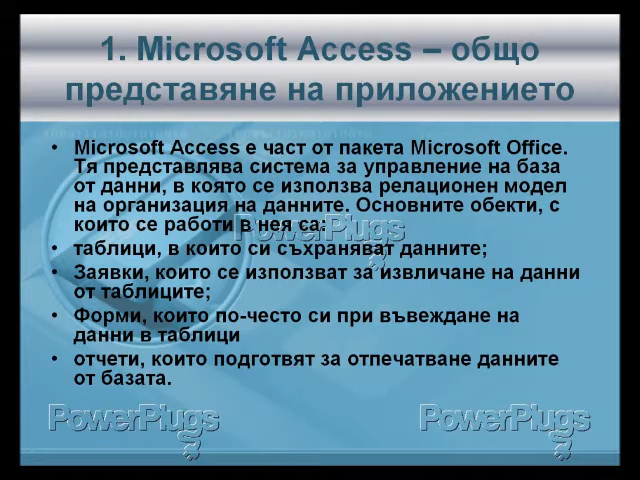 1. Microsoft Access – общо
представяне на приложението
• Microsoft Access е част от пакета Microsoft Office.
Тя представлява система за управление на база
от данни, в която се използва релационен модел
на организация на данните. Основните обекти, с
които се работи в нея са:
• таблици, в които си съхраняват данните;
• Заявки, които се използват за извличане на данни
от таблиците;
• Форми, които по-често си при въвеждане на
данни в таблици
• отчети, които подготвят за отпечатване данните
от базата.
PowerPlugs
PowerPlugs
PowerPlugs